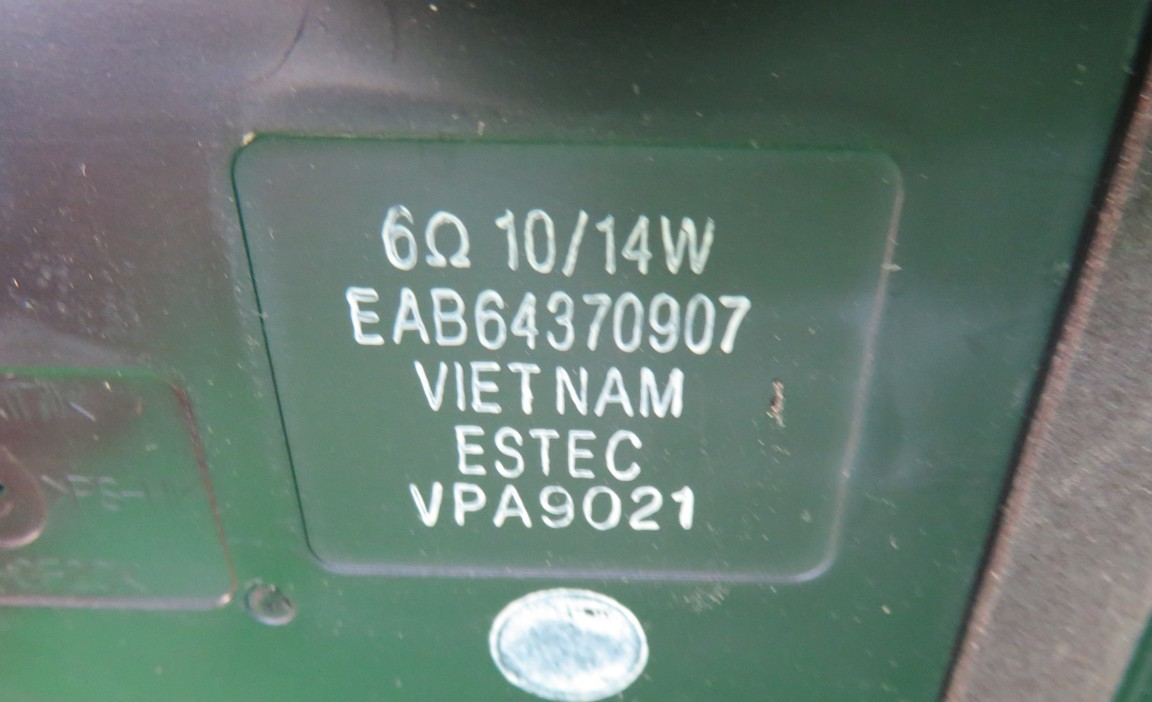 6Ω 10/14W
EAB64370907
VIETNAM
ESTEC
VPA9021